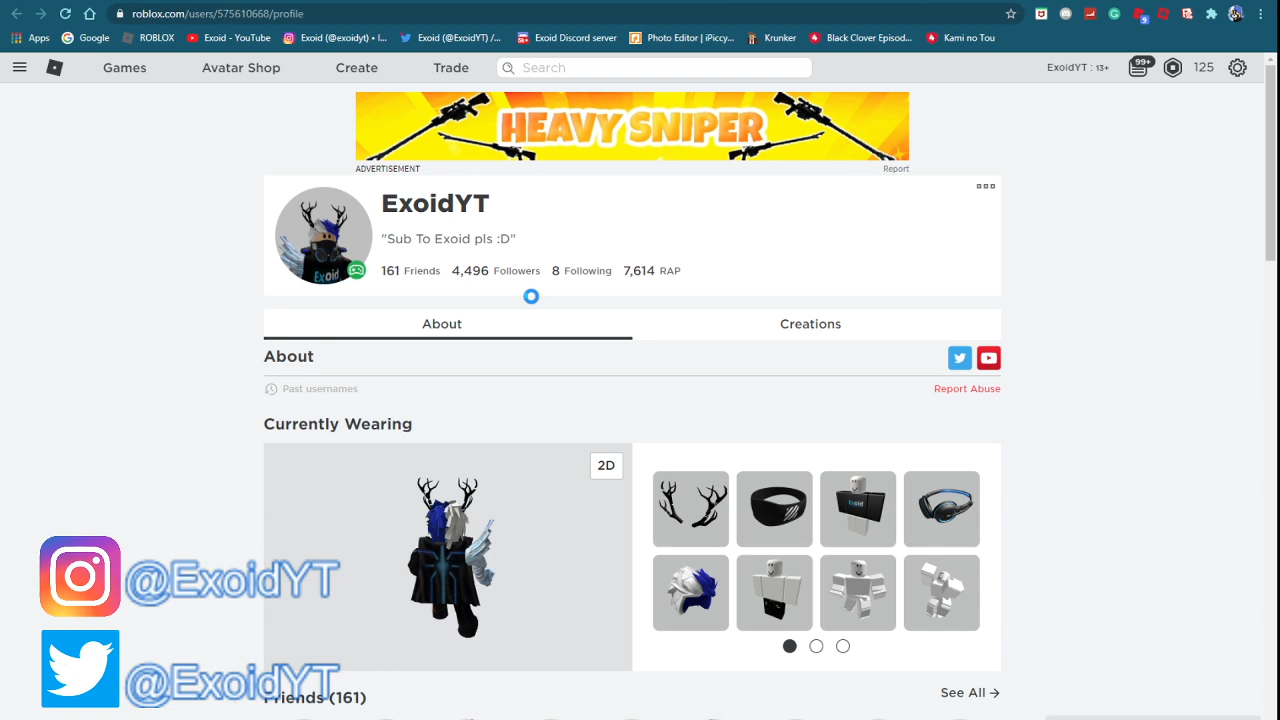 roblox.com/users/575610668/profile
9
Apps Google ROBLOX Exoid - YouTube Exoid (@exoidyt) • I... Exoid (@ExoidYT) /... Exoid Discord server Photo Editor | iPiccy... Krunker Black Clover Episod... Kami no Tou
Games Avatar Shop Create Trade Search ExoidYT : 13+ 99+ 125
HEAVY SNIPER
ADVERTISEMENT Report
ExoidYT
"Sub To Exoid pls :D"
161 Friends 4,496 Followers 8 Following 7,614 RAP
Exoid
About Creations
About
Past usernames Report Abuse
Currently Wearing
2D
Exoid
@ExoidYT
@ExoidYT
Friends (161) See All →